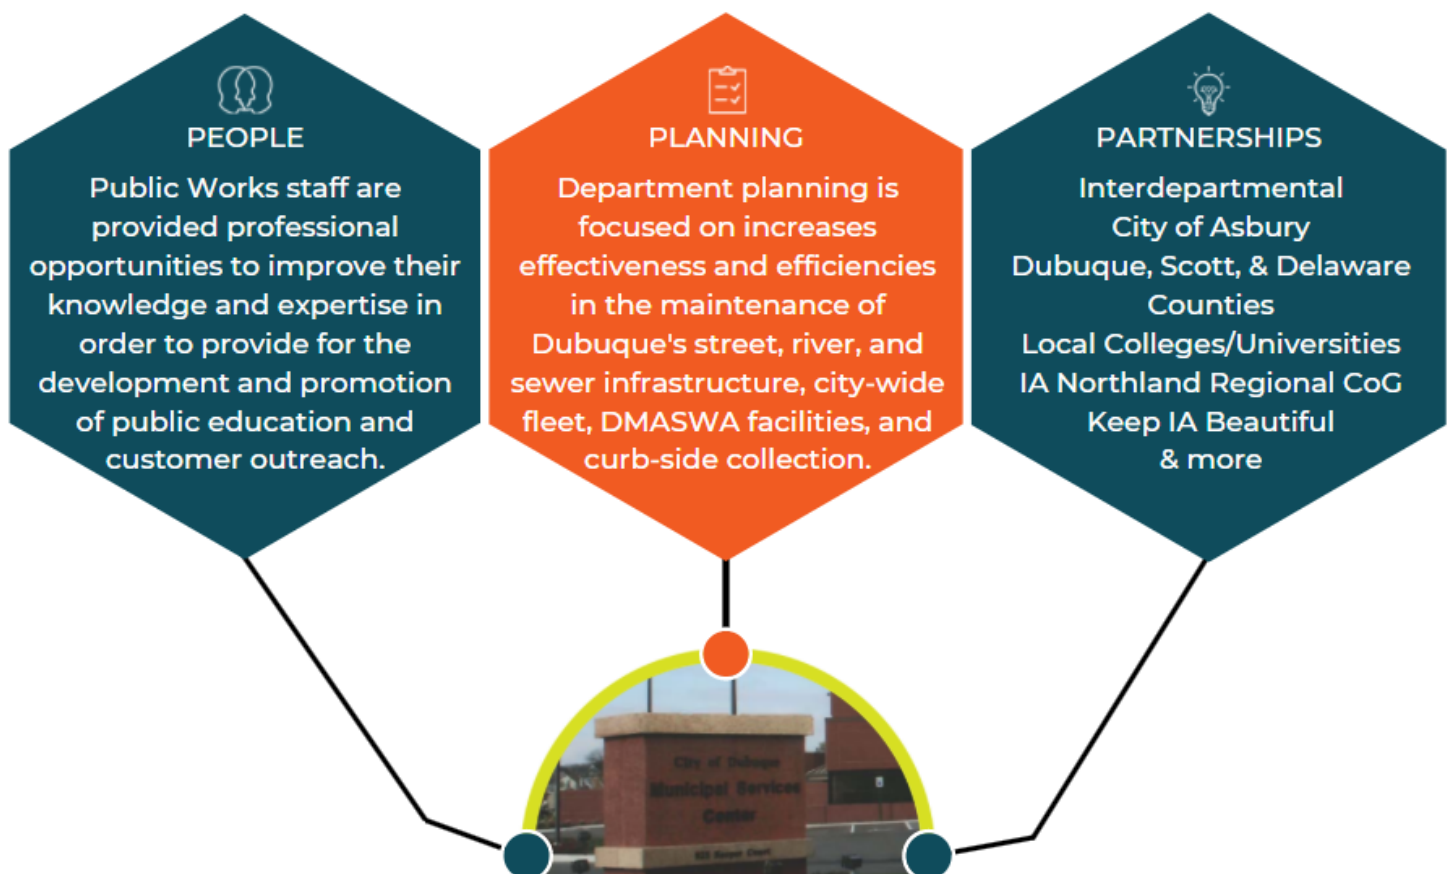 PEOPLE
Public Works staff are
provided professional
opportunities to improve their
knowledge and expertise in
order to provide for the
development and promotion
of public education and
customer outreach.
PLANNING
Department planning is
focused on increases
effectiveness and efficiencies
in the maintenance of
Dubuque's street, river, and
sewer infrastructure, city-wide
fleet, DMASWA facilities, and
curb-side collection.
PARTNERSHIPS
Interdepartmental
City of Asbury
Dubuque, Scott, & Delaware
Counties
Local Colleges/Universities
IA Northland Regional CoG
Keep IA Beautiful
& more
City of Dubuque
Municipal Services
Center